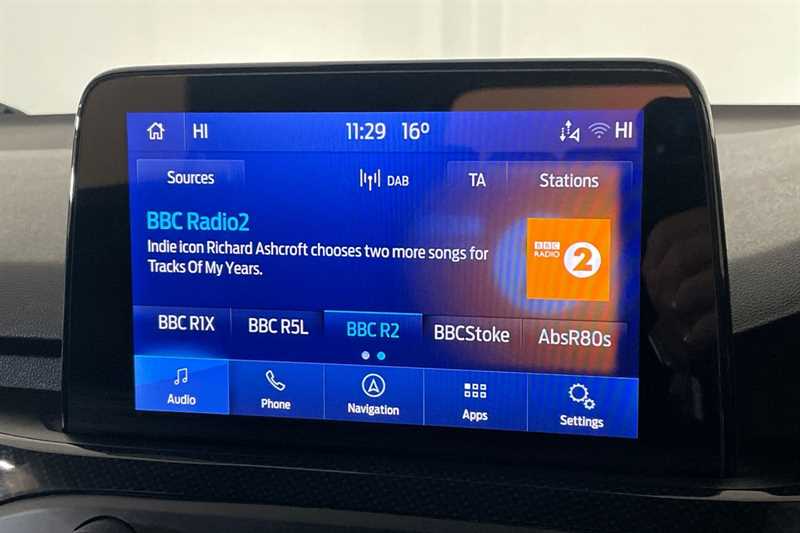 HI 11:29 16° HI
Sources DAB TA Stations
BBC Radio2
Indie icon Richard Ashcroft chooses two more songs for
Tracks Of My Years.
BBC
RADIO 2
BBC R1X BBC R5L BBC R2 BBCStoke AbsR80s
Audio Phone Navigation Apps Settings